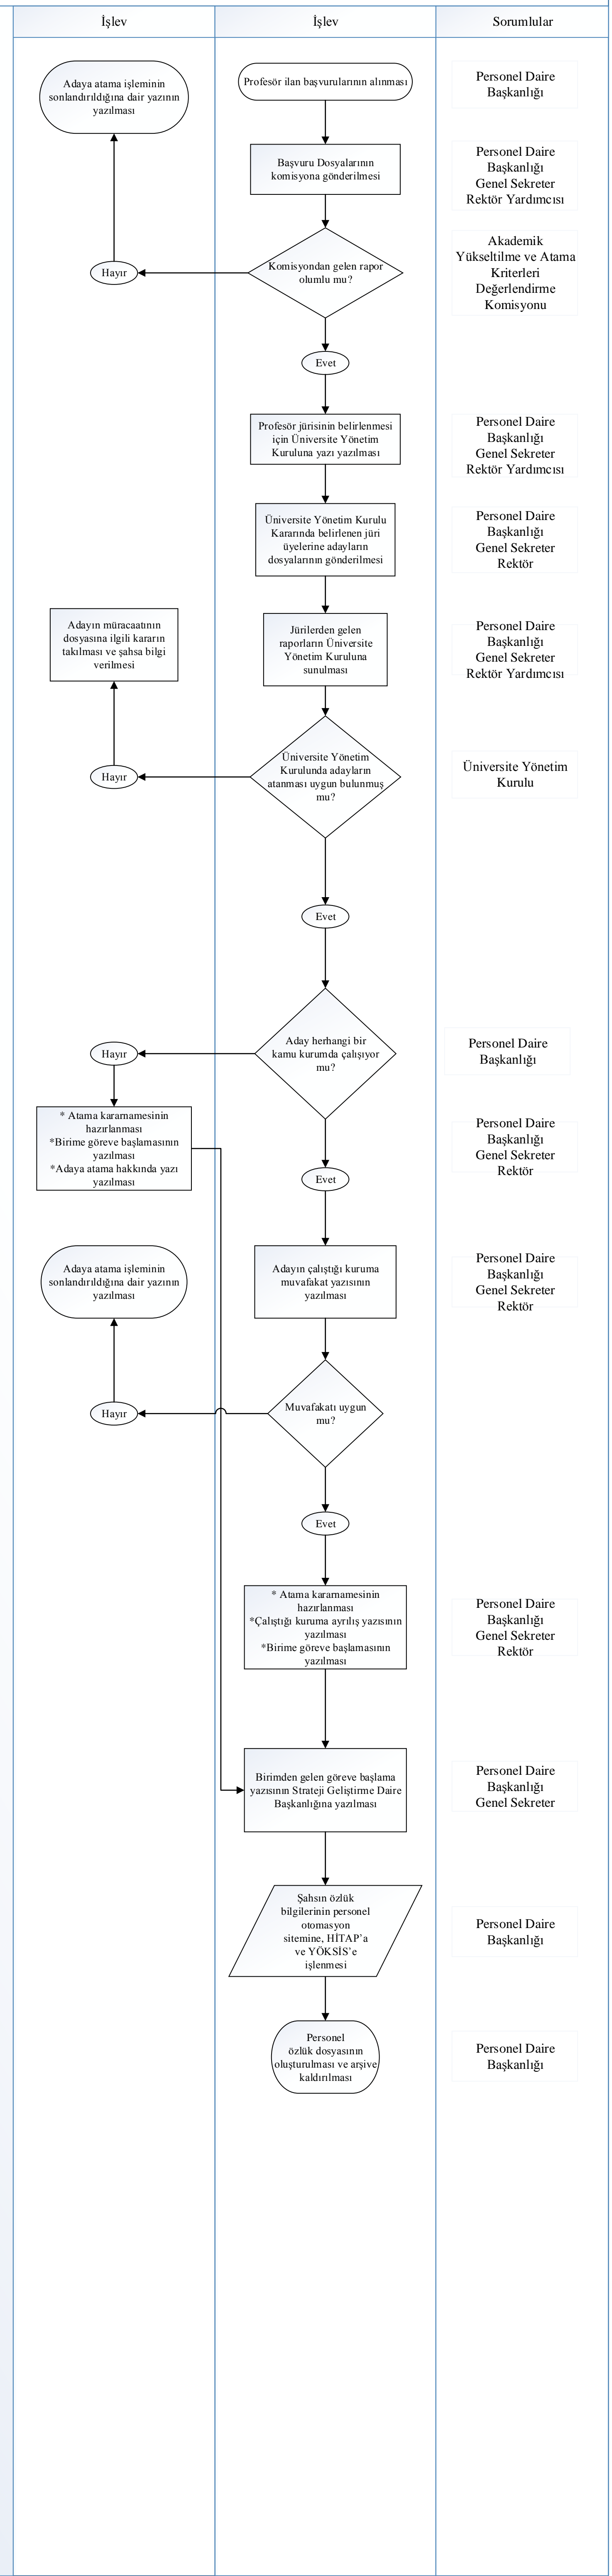 İşlev
İşlev
Sorumlular
Adaya atama işleminin
sonlandırıldığına dair yazının
yazılması
Profesör ilan başvurularının alınması
Personel Daire
Başkanlığı
Başvuru Dosyalarının
komisyona gönderilmesi
Personel Daire
Başkanlığı
Genel Sekreter
Rektör Yardımcısı
Hayır
Komisyondan gelen rapor
olumlu mu?
Akademik
Yükseltilme ve Atama
Kriterleri
Değerlendirme
Komisyonu
Evet
Profesör jürisinin belirlenmesi
için Üniversite Yönetim
Kuruluna yazı yazılması
Personel Daire
Başkanlığı
Genel Sekreter
Rektör Yardımcısı
Üniversite Yönetim Kurulu
Kararında belirlenen jüri
üyelerine adayların
dosyalarının gönderilmesi
Personel Daire
Başkanlığı
Genel Sekreter
Rektör
Adayın müracaatının
dosyasına ilgili kararın
takılması ve şahsa bilgi
verilmesi
Jürilerden gelen
raporların Üniversite
Yönetim Kuruluna
sunulması
Personel Daire
Başkanlığı
Genel Sekreter
Rektör Yardımcısı
Hayır
Üniversite Yönetim
Kurulunda adayların
atanması uygun bulunmuş
mu?
Üniversite Yönetim
Kurulu
Evet
Hayır
Aday herhangi bir
kamu kurumda çalışıyor
mu?
Personel Daire
Başkanlığı
* Atama kararnamesinin
hazırlanması
*Birime göreve başlamasının
yazılması
*Adaya atama hakkında yazı
yazılması
Evet
Personel Daire
Başkanlığı
Genel Sekreter
Rektör
Adaya atama işleminin
sonlandırıldığına dair yazının
yazılması
Adayın çalıştığı kuruma
muvafakat yazısının
yazılması
Personel Daire
Başkanlığı
Genel Sekreter
Rektör
Hayır
Muvafakatı uygun
mu?
Evet
* Atama kararnamesinin
hazırlanması
*Çalıştığı kuruma ayrılış yazısının
yazılması
*Birime göreve başlamasının
yazılması
Personel Daire
Başkanlığı
Genel Sekreter
Rektör
Birimden gelen göreve başlama
yazısının Strateji Geliştirme Daire
Başkanlığına yazılması
Personel Daire
Başkanlığı
Genel Sekreter
Şahsın özlük
bilgilerinin personel
otomasyon
sitemine, HİTAP’a
ve YÖKSİS’e
işlenmesi
Personel Daire
Başkanlığı
Personel
özlük dosyasının
oluşturulması ve arşive
kaldırılması
Personel Daire
Başkanlığı